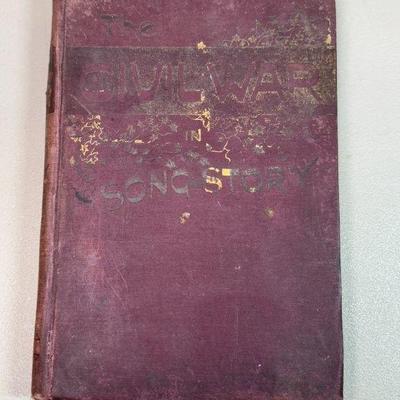 The
CIVIL WAR
IN
SONG & STORY